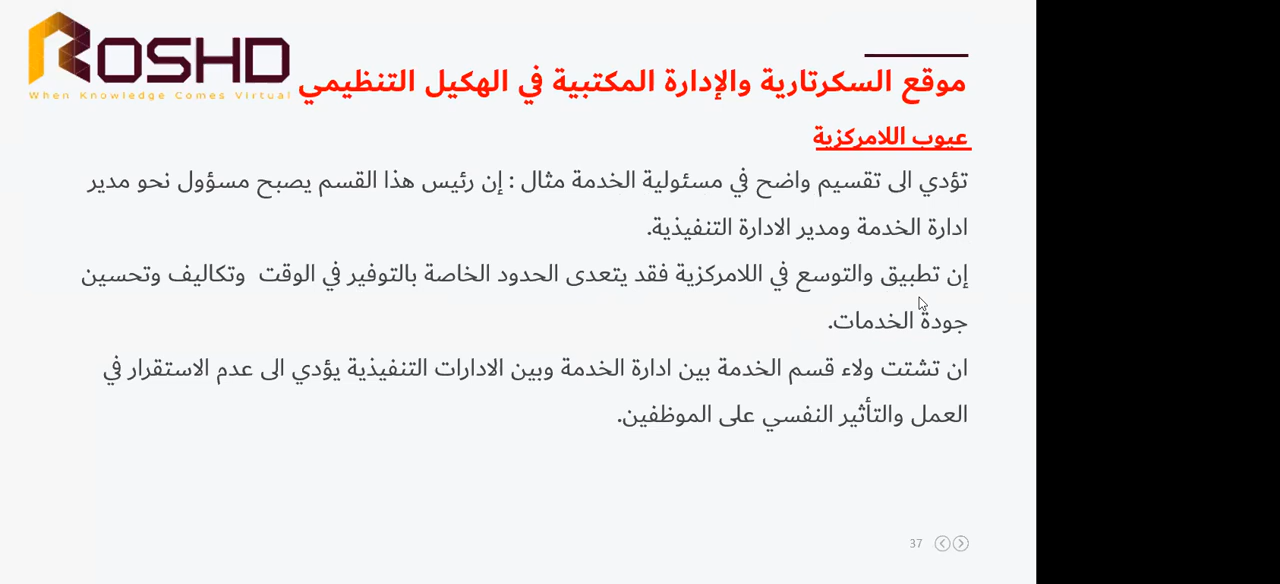 ROSHD
When Knowledge Comes Virtual
موقع السكرتارية والإدارة المكتبية في الهكيل التنظيمي
عيوب اللامركزية
تؤدي الى تقسيم واضح في مسئولية الخدمة مثال : إن رئيس هذا القسم يصبح مسؤول نحو مدير
ادارة الخدمة ومدير الادارة التنفيذية.
إن تطبيق والتوسع في اللامركزية فقد يتعدى الحدود الخاصة بالتوفير في الوقت وتكاليف وتحسين
جودة الخدمات.
ان تشتت ولاء قسم الخدمة بين ادارة الخدمة وبين الادارات التنفيذية يؤدي الى عدم الاستقرار في
العمل والتأثير النفسي على الموظفين.
37